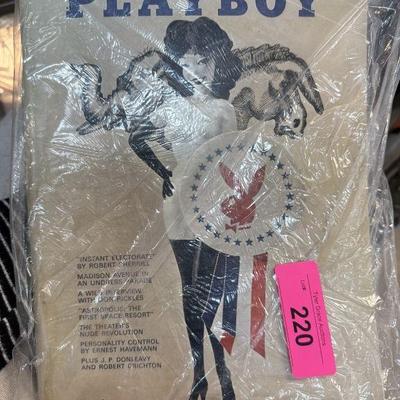 PLAYBOY
"INSTANT ELECTORATE"
BY ROBERT SHERRILL
MADISON AVENUE IN
AN UNDRESS PARADE
A WILD INTERVIEW
WITH DON RICKLES
"ASTROPOLIS: THE
FIRST SPACE RESORT"
THE THEATER'S
NUDE REVOLUTION
PERSONALITY CONTROL
BY ERNEST HAVEMANN
PLUS J. P. DONLEAVY
AND ROBERT CRICHTON
Lot#
220